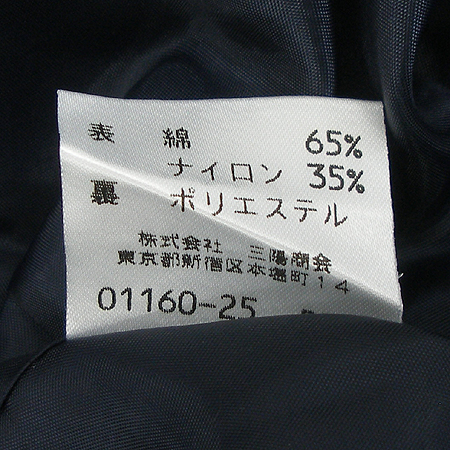 表 綿 65%
ナイロン 35%
裏 ポリエステル
株式会社 三陽商会
東京都新宿区本塩町14
01160-25